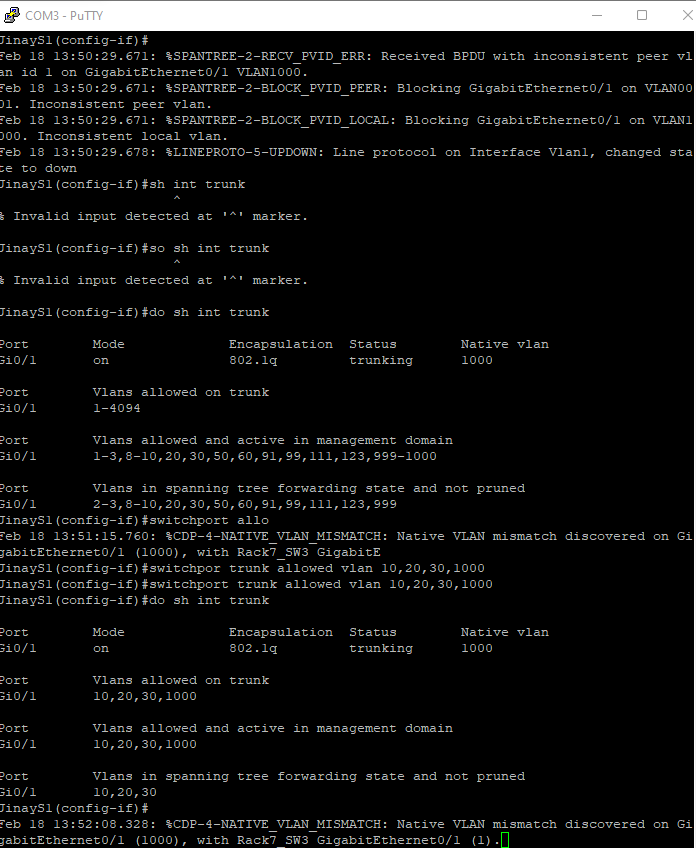 COM3 - PuTTY
JinayS1(config-if)#
Feb 18 13:50:29.671: %SPANTREE-2-RECV_PVID_ERR: Received BPDU with inconsistent peer vl
an id 1 on GigabitEthernet0/1 VLAN1000.
Feb 18 13:50:29.671: %SPANTREE-2-BLOCK_PVID_PEER: Blocking GigabitEthernet0/1 on VLAN00
01. Inconsistent peer vlan.
Feb 18 13:50:29.671: %SPANTREE-2-BLOCK_PVID_LOCAL: Blocking GigabitEthernet0/1 on VLAN1
000. Inconsistent local vlan.
Feb 18 13:50:29.678: %LINEPROTO-5-UPDOWN: Line protocol on Interface Vlan1, changed sta
te to down
JinayS1(config-if)#sh int trunk
^
% Invalid input detected at '^' marker.
JinayS1(config-if)#so sh int trunk
^
% Invalid input detected at '^' marker.
JinayS1(config-if)#do sh int trunk
Port Mode Encapsulation Status Native vlan
Gi0/1 on 802.1q trunking 1000
Port Vlans allowed on trunk
Gi0/1 1-4094
Port Vlans allowed and active in management domain
Gi0/1 1-3,8-10,20,30,50,60,91,99,111,123,999-1000
Port Vlans in spanning tree forwarding state and not pruned
Gi0/1 2-3,8-10,20,30,50,60,91,99,111,123,999
JinayS1(config-if)#switchport allo
Feb 18 13:51:15.760: %CDP-4-NATIVE_VLAN_MISMATCH: Native VLAN mismatch discovered on Gi
gabitEthernet0/1 (1000), with Rack7_SW3 GigabitE
JinayS1(config-if)#switchpor trunk allowed vlan 10,20,30,1000
JinayS1(config-if)#switchport trunk allowed vlan 10,20,30,1000
JinayS1(config-if)#do sh int trunk
Port Mode Encapsulation Status Native vlan
Gi0/1 on 802.1q trunking 1000
Port Vlans allowed on trunk
Gi0/1 10,20,30,1000
Port Vlans allowed and active in management domain
Gi0/1 10,20,30,1000
Port Vlans in spanning tree forwarding state and not pruned
Gi0/1 10,20,30
JinayS1(config-if)#
Feb 18 13:52:08.328: %CDP-4-NATIVE_VLAN_MISMATCH: Native VLAN mismatch discovered on Gi
gabitEthernet0/1 (1000), with Rack7_SW3 GigabitEthernet0/1 (1).